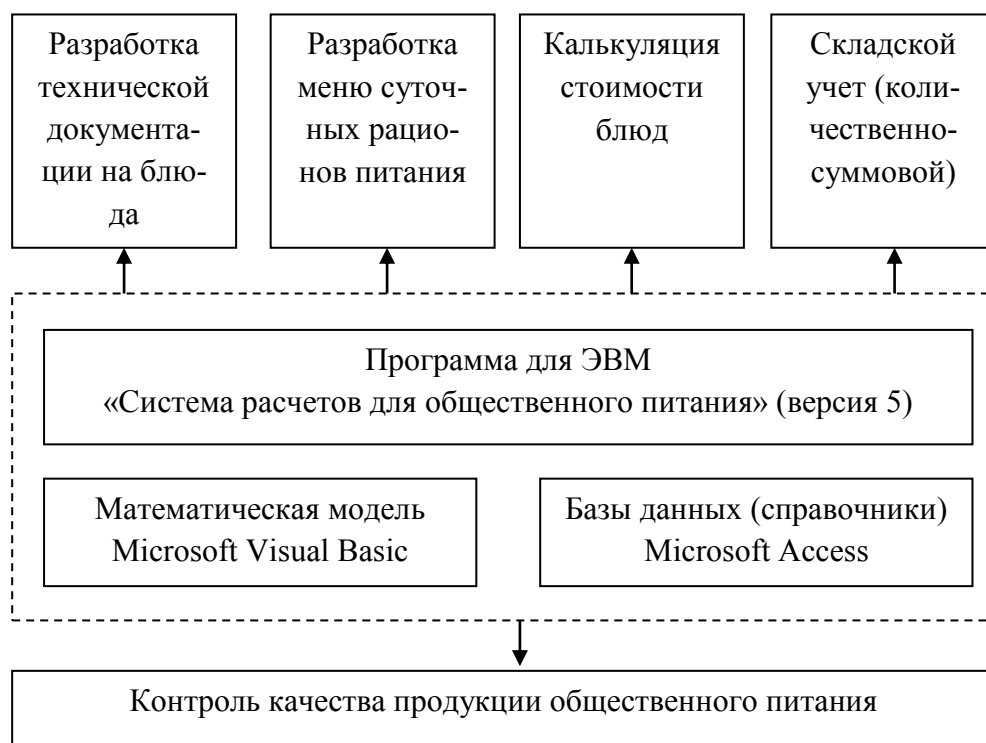 Разработка
технической
документа-
ции на блю-
да
Разработка
меню суточ-
ных рацио-
нов питания
Калькуляция
стоимости
блюд
Складской
учет (коли-
чественно-
суммовой)
Программа для ЭВМ
«Система расчетов для общественного питания» (версия 5)
Математическая модель
Microsoft Visual Basic
Базы данных (справочники)
Microsoft Access
Контроль качества продукции общественного питания